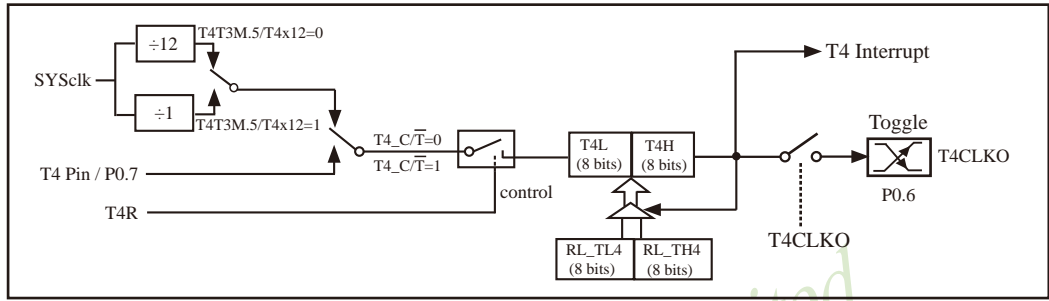 T4T3M.5/T4x12=0
÷12
SYSclk
÷1
T4T3M.5/T4x12=1
T4 Pin / P0.7
T4R
T4_C/T̅=0
T4_C/T̅=1
control
T4L
(8 bits)
T4H
(8 bits)
RL_TL4
(8 bits)
RL_TH4
(8 bits)
T4 Interrupt
Toggle
T4CLKO
P0.6
T4CLKO